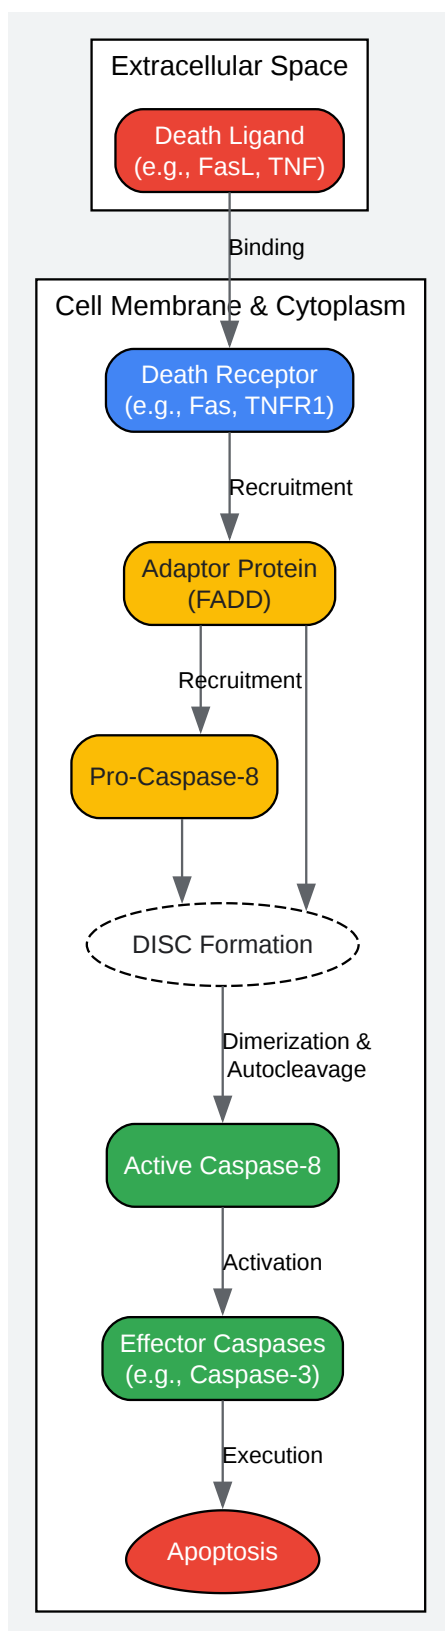 Extracellular Space
Death Ligand
(e.g., FasL, TNF)
Binding
Cell Membrane & Cytoplasm
Death Receptor
(e.g., Fas, TNFR1)
Recruitment
Adaptor Protein
(FADD)
Recruitment
Pro-Caspase-8
DISC Formation
Dimerization &
Autocleavage
Active Caspase-8
Activation
Effector Caspases
(e.g., Caspase-3)
Execution
Apoptosis